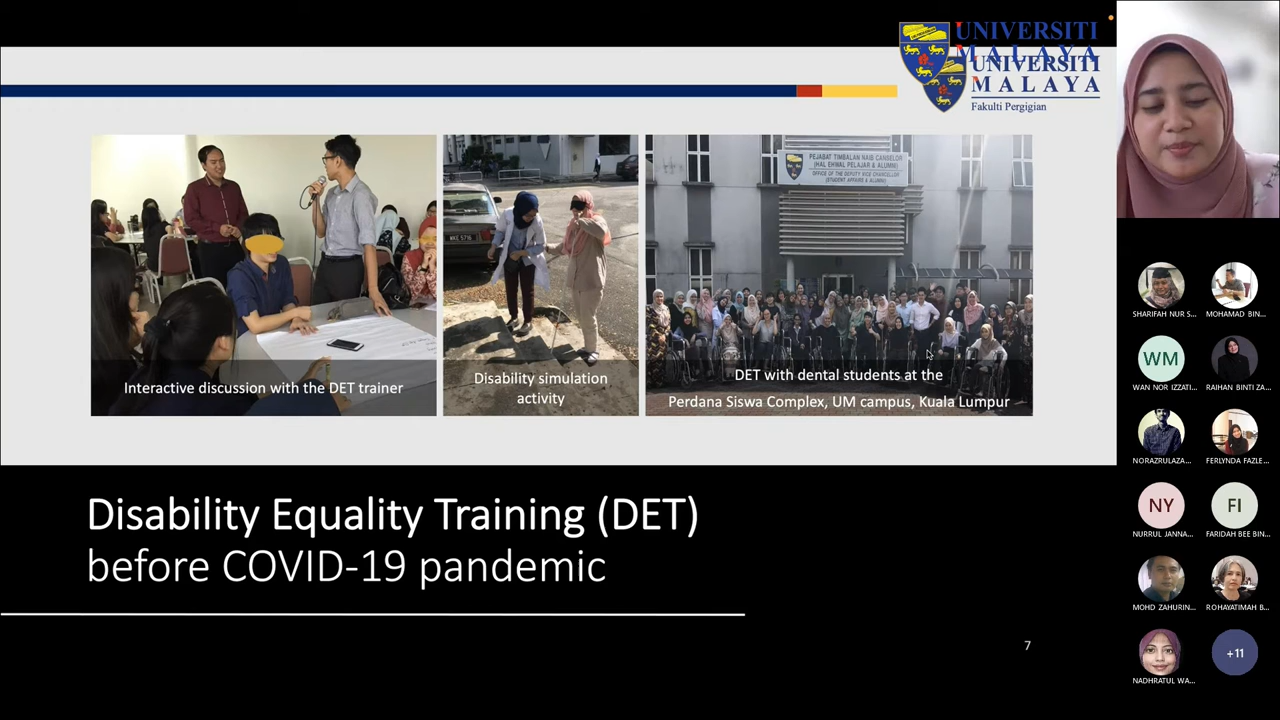 UNIVERSITI
MALAYA
UNIVERSITI
MALAYA
Fakulti Pergigian
PEJABAT TIMBALAN NAIB CANSELOR
(HAL EHWAL PELAJAR & ALUMNI)
OFFICE OF THE DEPUTY VICE CHANCELLOR
(STUDENT AFFAIRS & ALUMNI)
WKE 5716
Interactive discussion with the DET trainer
Disability simulation
activity
DET with dental students at the
Perdana Siswa Complex, UM campus, Kuala Lumpur
Disability Equality Training (DET)
before COVID-19 pandemic
7
SHARIFAH NUR S...
MOHAMAD BIN...
WM
WAN NOR IZZATI...
RAIHAN BINTI ZA...
NORAZRULAZA...
FERLYNDA FAZLE...
NY
NURRUL JANNA...
FI
FARIDAH BEE BIN...
MOHD ZAHURIN...
ROHAYATIMAH B...
NADHRATUL WA...
+11